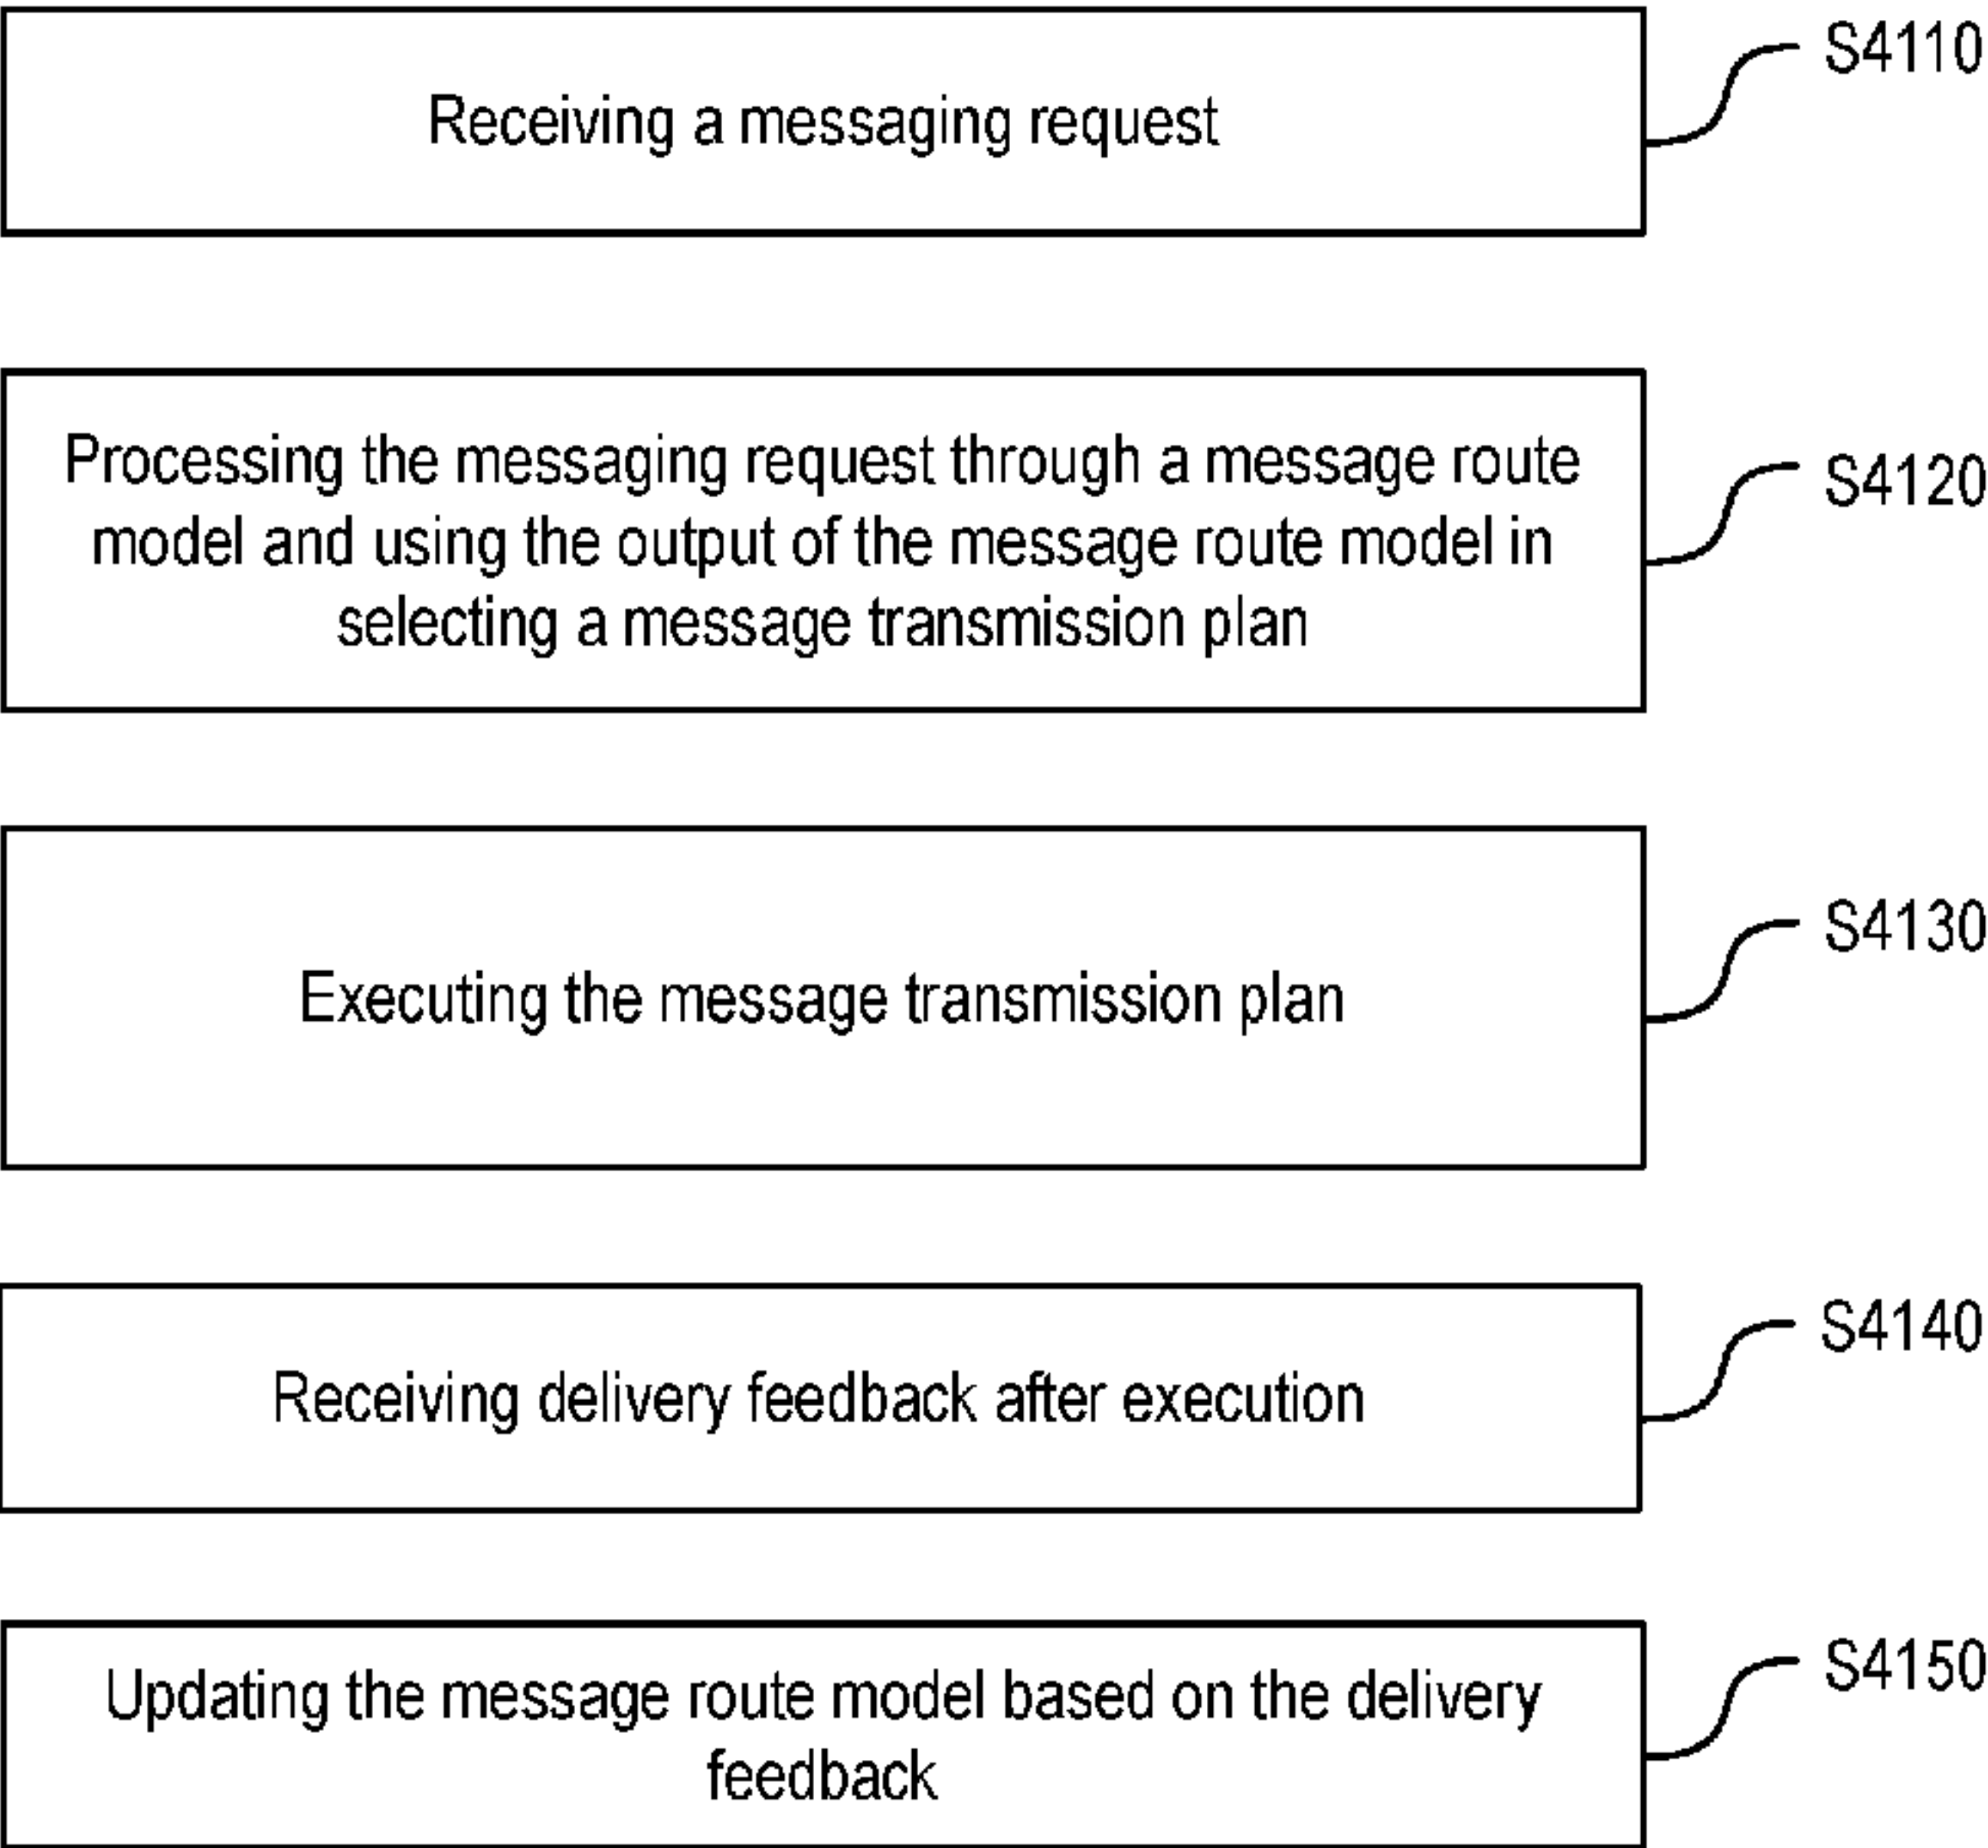 S4110
Receiving a messaging request
S4120
Processing the messaging request through a message route
model and using the output of the message route model in
selecting a message transmission plan
S4130
Executing the message transmission plan
S4140
Receiving delivery feedback after execution
S4150
Updating the message route model based on the delivery
feedback